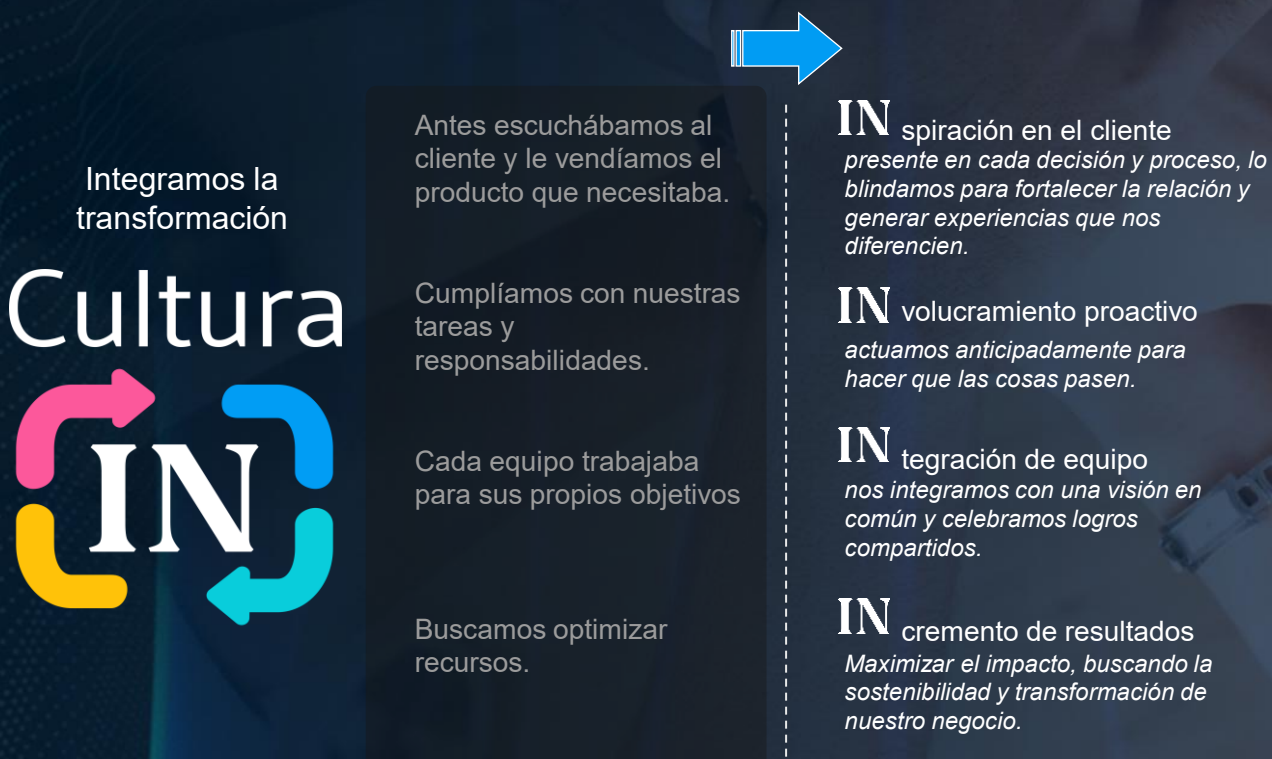 Integramos la
transformación
Cultura
IN
Antes escuchábamos al
cliente y le vendíamos el
producto que necesitaba.
Cumplíamos con nuestras
tareas y
responsabilidades.
Cada equipo trabajaba
para sus propios objetivos
Buscamos optimizar
recursos.
IN spiración en el cliente
presente en cada decisión y proceso, lo
blindamos para fortalecer la relación y
generar experiencias que nos
diferencien.
IN volucramiento proactivo
actuamos anticipadamente para
hacer que las cosas pasen.
IN tegración de equipo
nos integramos con una visión en
común y celebramos logros
compartidos.
IN cremento de resultados
Maximizar el impacto, buscando la
sostenibilidad y transformación de
nuestro negocio.